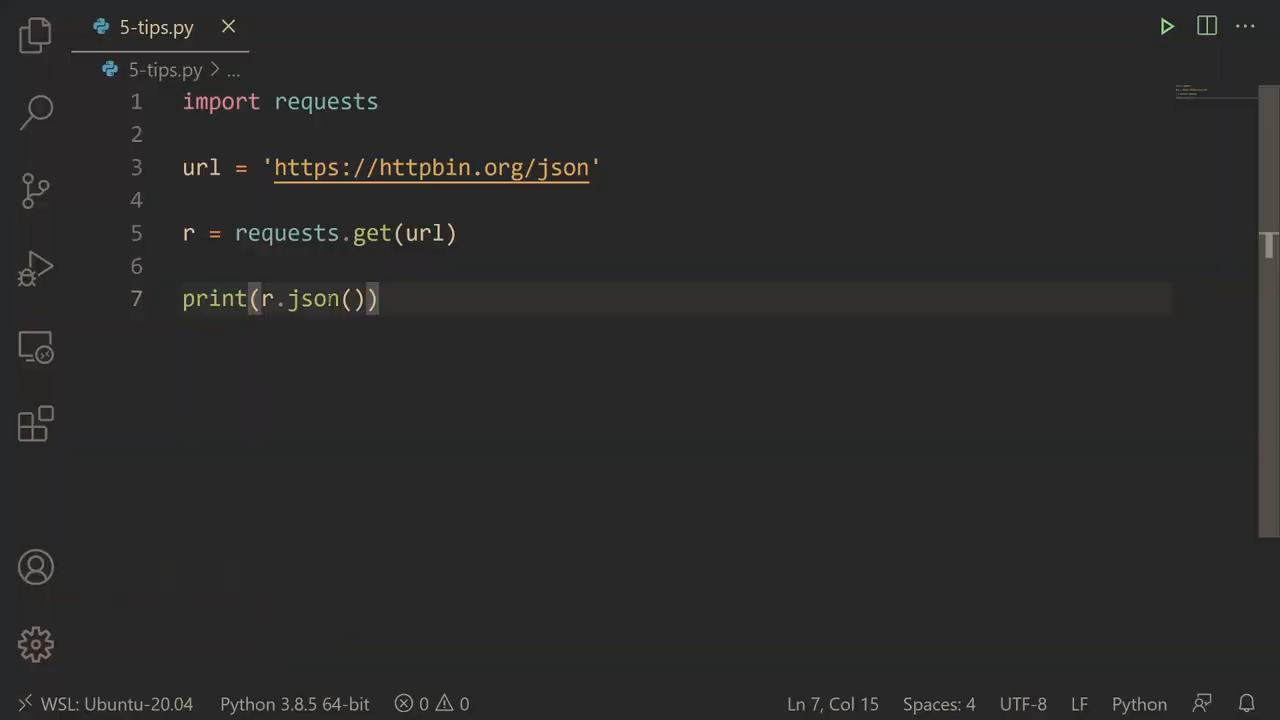 5-tips.py
5-tips.py > ...
1 import requests
2
3 url = 'https://httpbin.org/json'
4
5 r = requests.get(url)
6
7 print(r.json())
WSL: Ubuntu-20.04 Python 3.8.5 64-bit 0 0 Ln 7, Col 15 Spaces: 4 UTF-8 LF Python